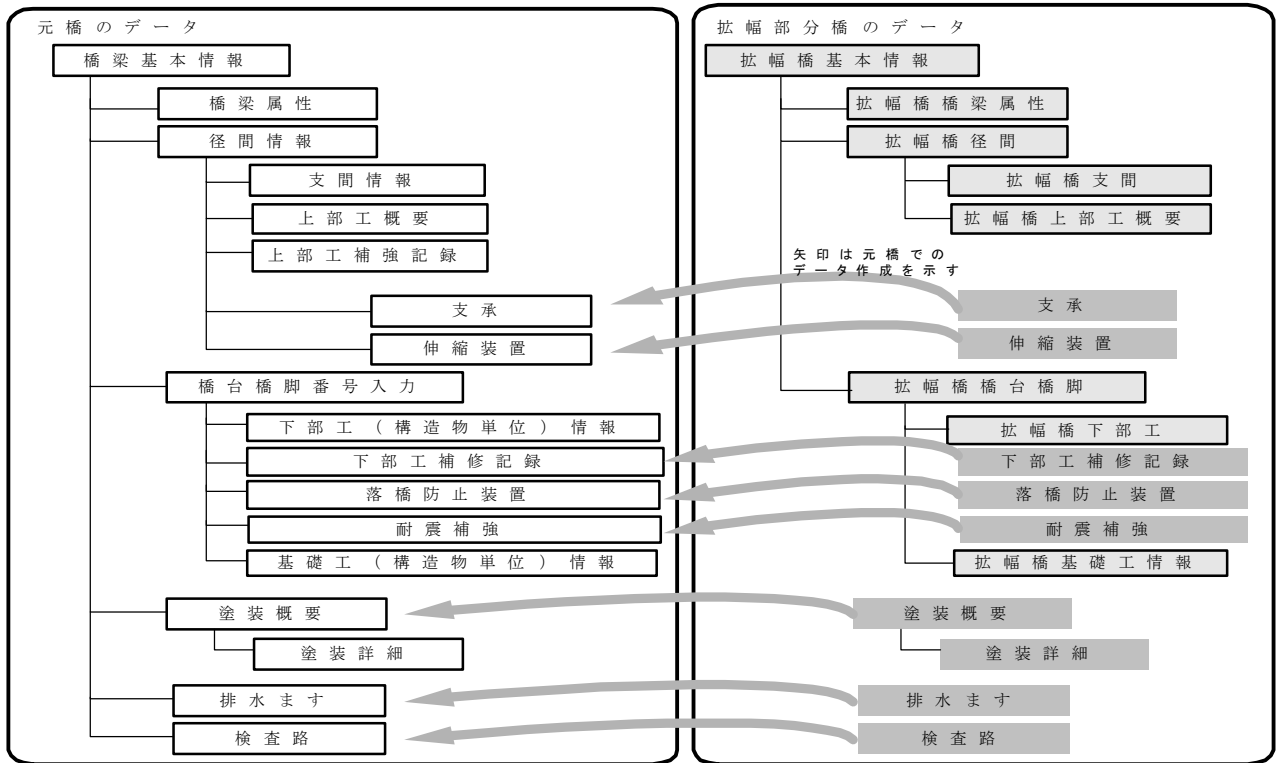 元橋のデータ
橋梁基本情報
橋梁属性
径間情報
支間情報
上部工概要
上部工補強記録
支承
伸縮装置
橋台橋脚番号入力
下部工(構造物単位)情報
下部工補修記録
落橋防止装置
耐震補強
基礎工(構造物単位)情報
塗装概要
塗装詳細
排水ます
検査路
拡幅部分橋のデータ
拡幅橋基本情報
拡幅橋橋梁属性
拡幅橋径間
拡幅橋支間
拡幅橋上部工概要
矢印は元橋での
データ作成を示す
支承
伸縮装置
拡幅橋橋台橋脚
拡幅橋下部工
下部工補修記録
落橋防止装置
耐震補強
拡幅橋基礎工情報
塗装概要
塗装詳細
排水ます
検査路